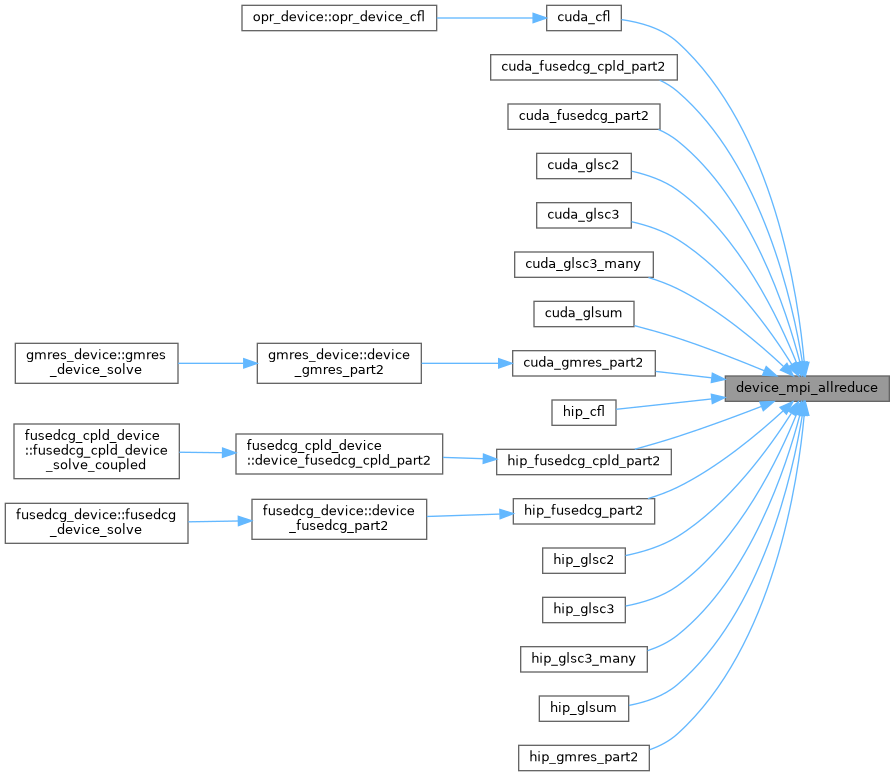 opr_device::opr_device_cfl
cuda_cfl
cuda_fusedcg_cpld_part2
cuda_fusedcg_part2
cuda_glsc2
cuda_glsc3
cuda_glsc3_many
cuda_glsum
gmres_device::gmres
_device_solve
gmres_device::device
_gmres_part2
cuda_gmres_part2
device_mpi_allreduce
hip_cfl
fusedcg_cpld_device
::fusedcg_cpld_device
_solve_coupled
fusedcg_cpld_device
::device_fusedcg_cpld_part2
hip_fusedcg_cpld_part2
fusedcg_device::fusedcg
_device_solve
fusedcg_device::device
_fusedcg_part2
hip_fusedcg_part2
hip_glsc2
hip_glsc3
hip_glsc3_many
hip_glsum
hip_gmres_part2